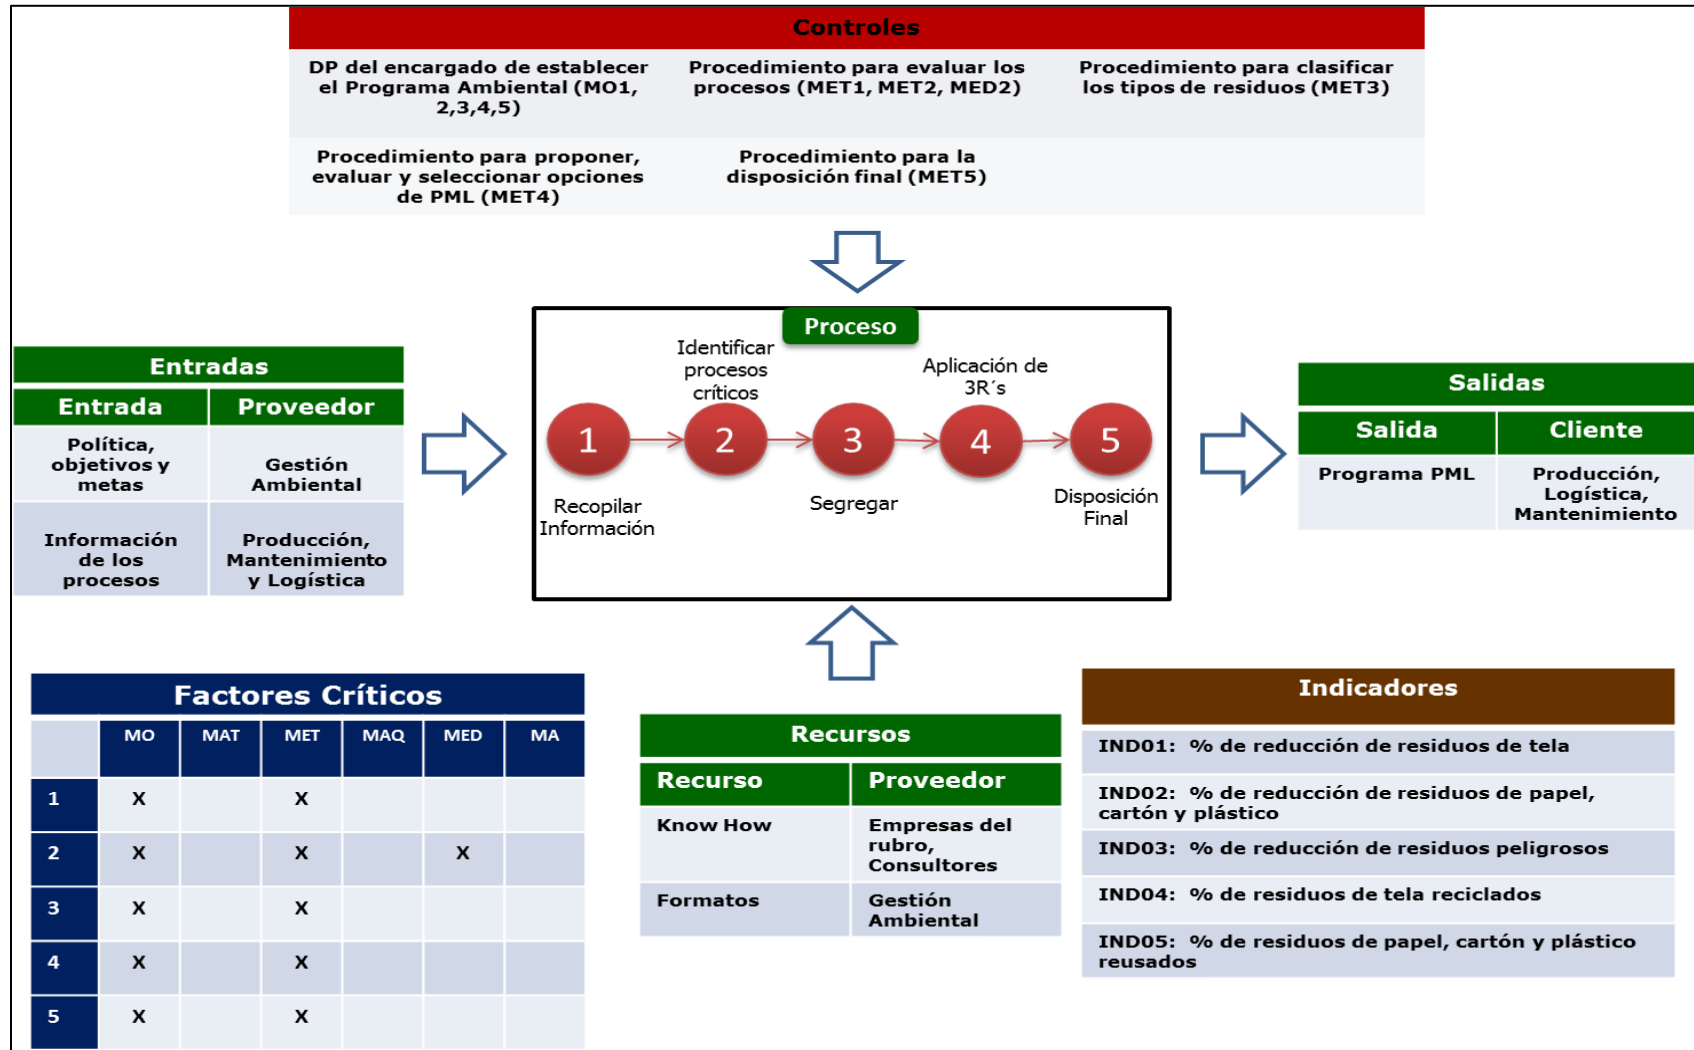 Controles
DP del encargado de establecer
el Programa Ambiental (MO1,
2,3,4,5)
Procedimiento para evaluar los
procesos (MET1, MET2, MED2)
Procedimiento para clasificar
los tipos de residuos (MET3)
Procedimiento para proponer,
evaluar y seleccionar opciones
de PML (MET4)
Procedimiento para la
disposición final (MET5)
Entradas
Entrada
Proveedor
Política,
objetivos y
metas
Gestión
Ambiental
Información
de los
procesos
Producción,
Mantenimiento
y Logística
Proceso
1
Recopilar
Información
Identificar
procesos
críticos
2
3
Segregar
Aplicación de
3R´s
4
5
Disposición
Final
Salidas
Salida
Cliente
Programa PML
Producción,
Logística,
Mantenimiento
Factores Críticos
MO MAT MET MAQ MED MA
1 X X
2 X X X
3 X X
4 X X
5 X X
Recursos
Recurso
Proveedor
Know How
Empresas del
rubro,
Consultores
Formatos
Gestión
Ambiental
Indicadores
IND01: % de reducción de residuos de tela
IND02: % de reducción de residuos de papel,
cartón y plástico
IND03: % de reducción de residuos peligrosos
IND04: % de residuos de tela reciclados
IND05: % de residuos de papel, cartón y plástico
reusados